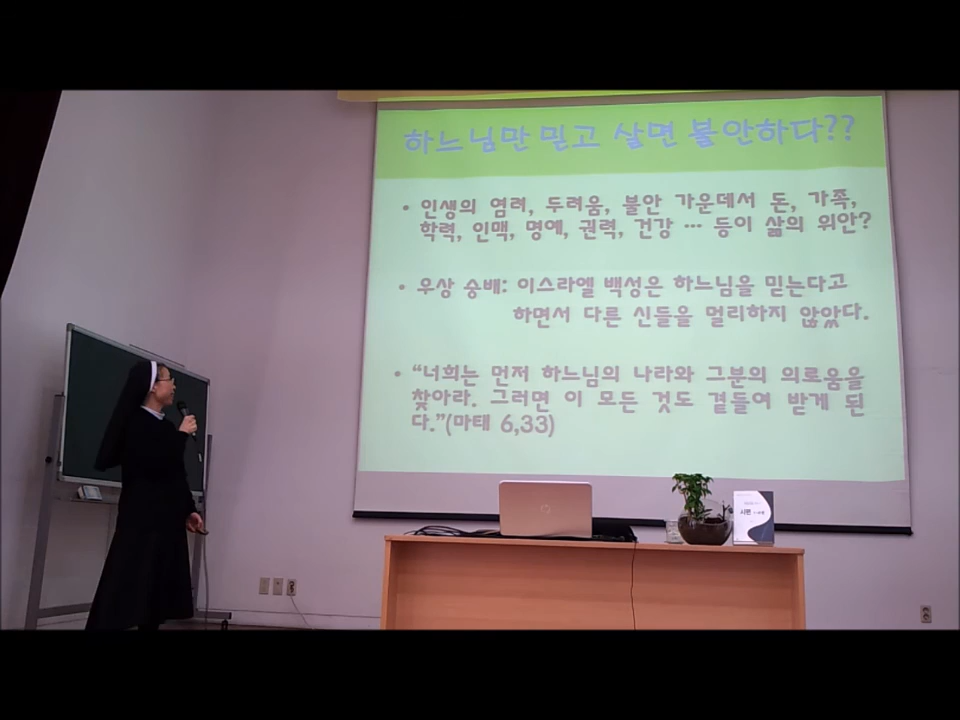 하느님만 믿고 살면 불안하다??
• 인생의 염려, 두려움, 불안 가운데서 돈, 가족,
학력, 인맥, 명예, 권력, 건강 … 등이 삶의 위안?
• 우상 숭배: 이스라엘 백성은 하느님을 믿는다고
하면서 다른 신들을 멀리하지 않았다.
• “너희는 먼저 하느님의 나라와 그분의 의로움을
찾아라. 그러면 이 모든 것도 곁들여 받게 된
다.”(마태 6,33)
시편